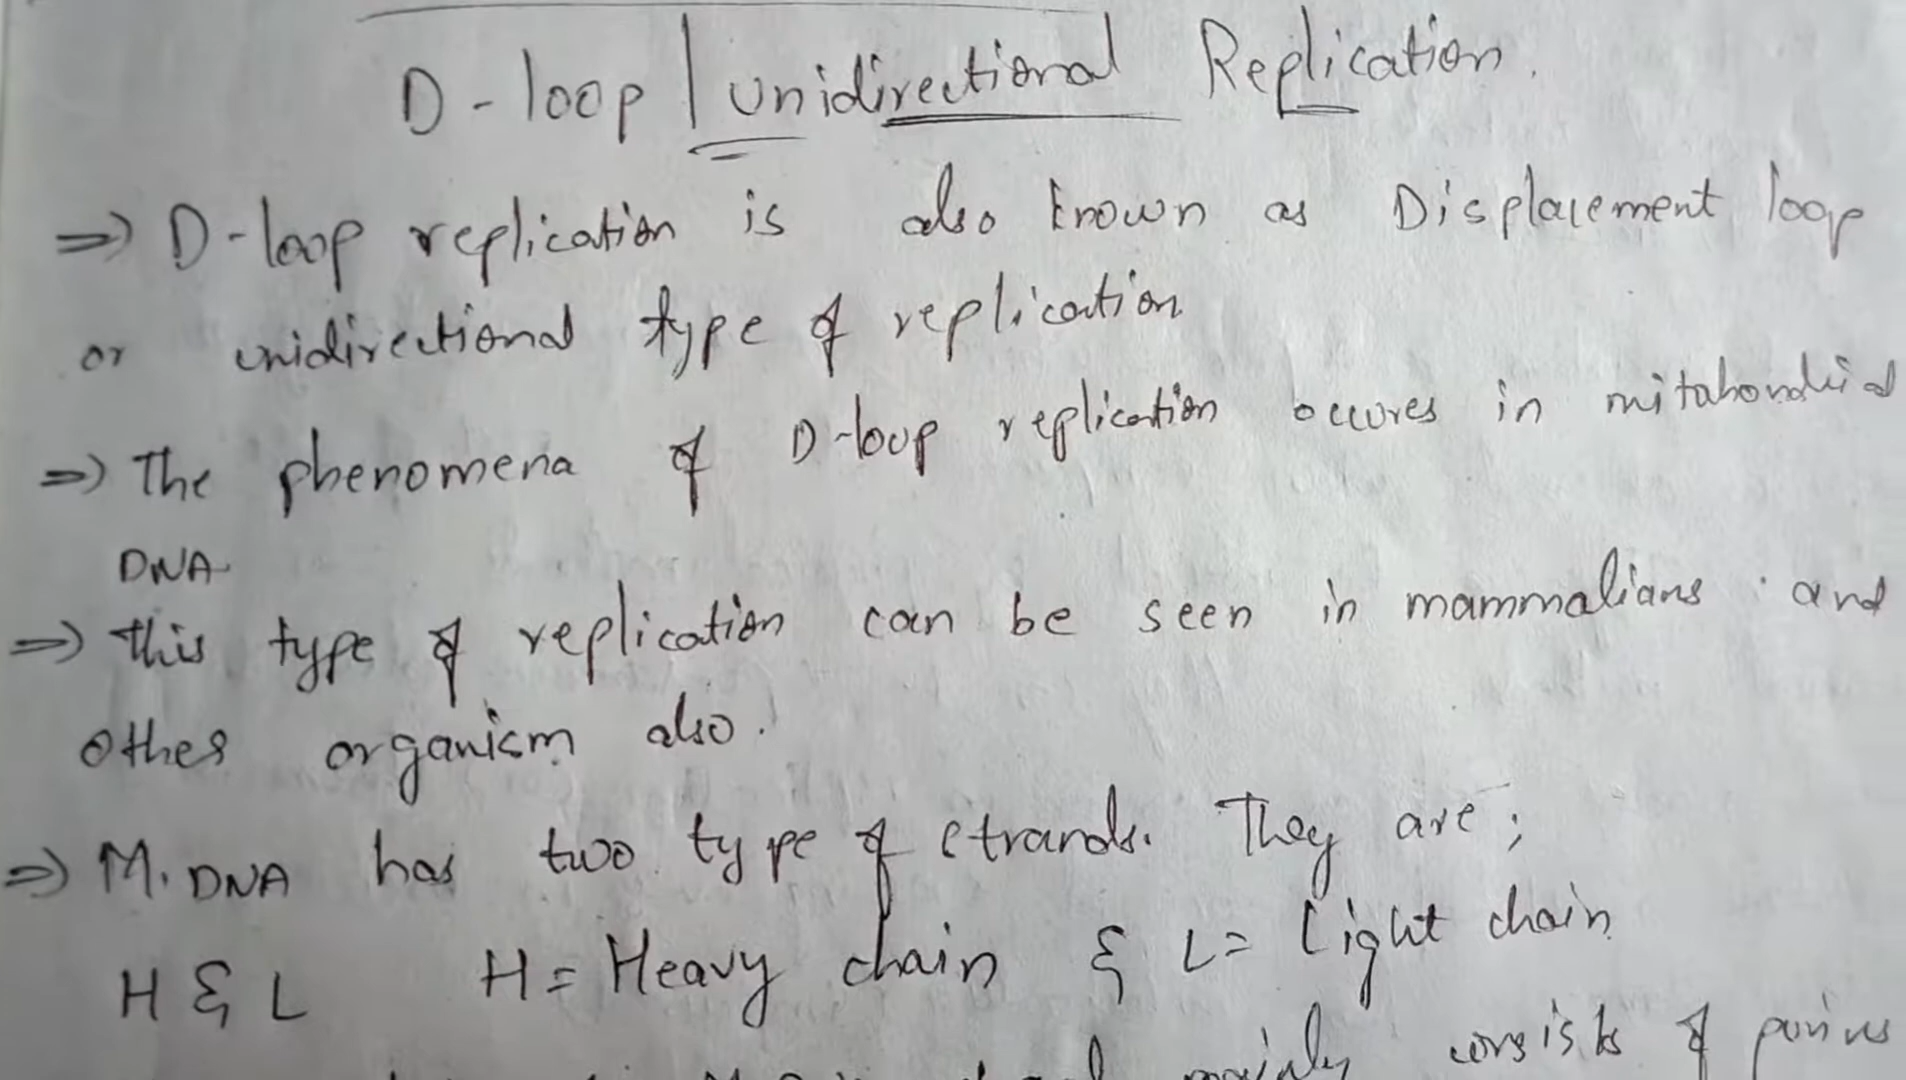 D-loop | unidirectional Replication.
=> D-loop replication is also known as Displacement loop
or unidirectional type of replication
=> The phenomena of D-loop replication occures in mitahondrial
DNA
=> this type of replication can be seen in mammalians and
other organism also.
=> M. DNA has two type of strands. They are;
H & L H = Heavy chain & L = Light chain
mainly consists of